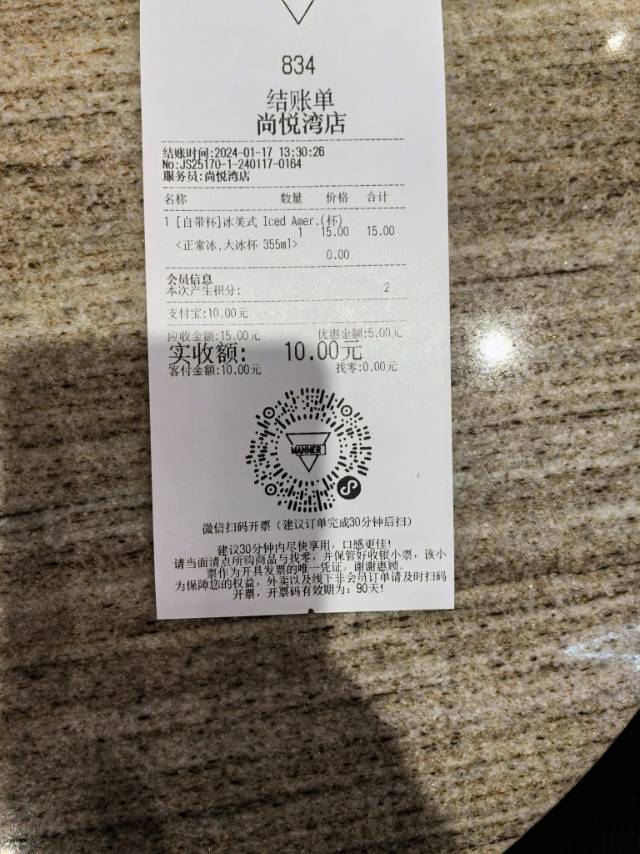 834
结账单
尚悦湾店
结账时间:2024-01-17 13:30:26
No:JS25170-1-240117-0164
服务员:尚悦湾店
名称 数量 价格 合计
1 [自带杯]冰美式 Iced Amer.(杯)
1 15.00 15.00
<正常冰,大冰杯 355ml>
0.00
会员信息
本次产生积分: 2
支付宝:10.00元
应收金额:15.00元 优惠金额:5.00元
实收额: 10.00元
客付金额:10.00元 找零:0.00元
MANNER
微信扫码开票（建议订单完成30分钟后扫）
建议30分钟内尽快享用，口感更佳!
请当面清点所购商品与找零，并保管好收银小票，该小
票作为开具发票的唯一凭证，谢谢惠顾。
为保障您的权益，外卖以及线下非会员订单请及时扫码
开票，开票码有效期为：90天!